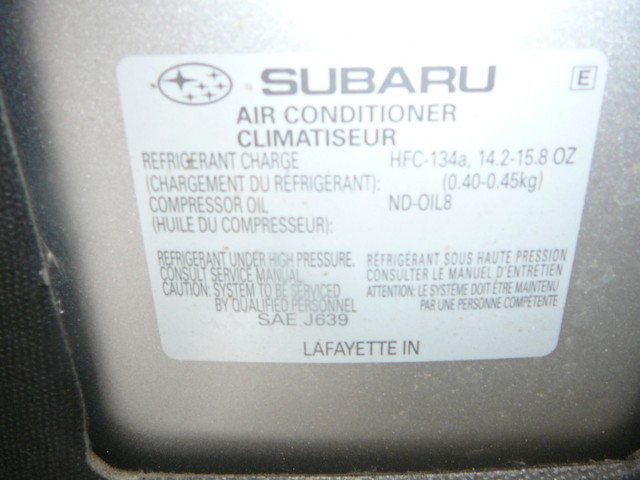 SUBARU E
AIR CONDITIONER
CLIMATISEUR
REFRIGERANT CHARGE HFC-134a, 14.2-15.8 OZ
(CHARGEMENT DU RÉFRIGÉRANT): (0.40-0.45kg)
COMPRESSOR OIL ND-OIL8
(HUILE DU COMPRESSEUR):
REFRIGERANT UNDER HIGH PRESSURE.
CONSULT SERVICE MANUAL
CAUTION: SYSTEM TO BE SERVICED
BY QUALIFIED PERSONNEL
SAE J639
RÉFRIGÉRANT SOUS HAUTE PRESSION
CONSULTER LE MANUEL D'ENTRETIEN
ATTENTION: LE SYSTÈME DOIT ÊTRE MAINTENU
PAR UNE PERSONNE COMPÉTENTE
LAFAYETTE IN